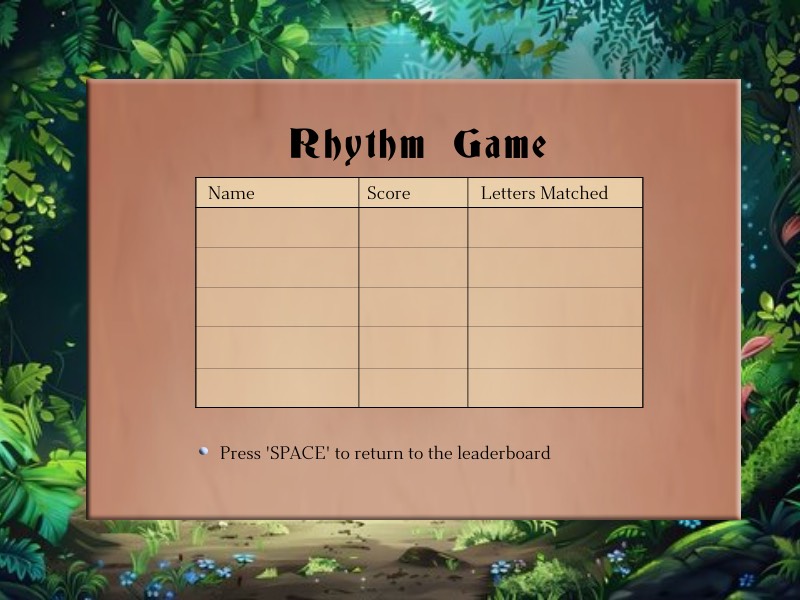 Rhythm Game
Name Score Letters Matched
Press 'SPACE' to return to the leaderboard